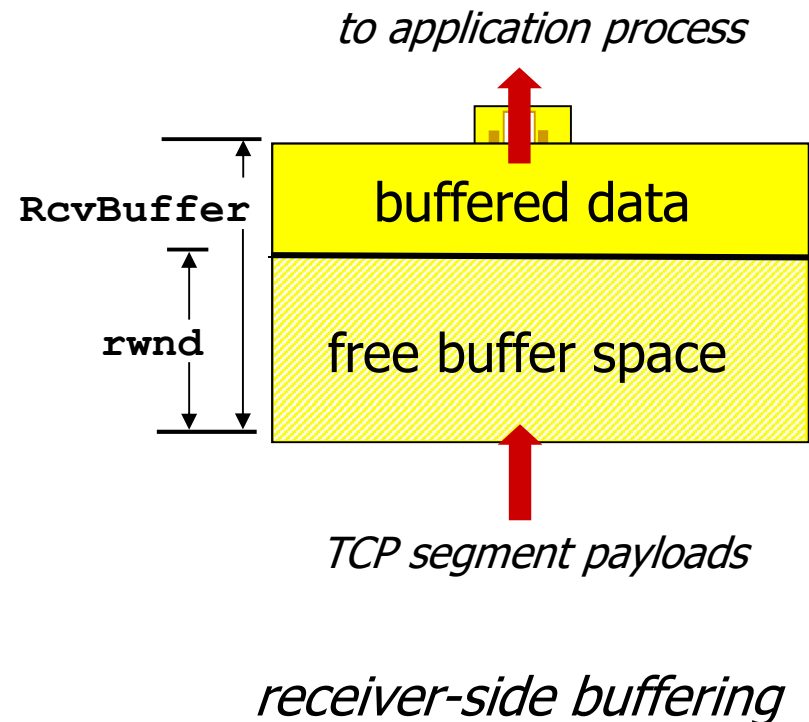 to application process
RcvBuffer
buffered data
rwnd
free buffer space
TCP segment payloads
receiver-side buffering